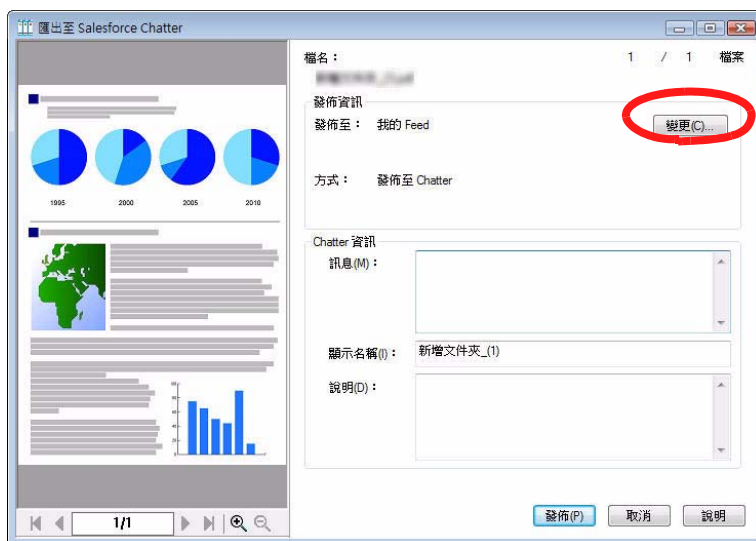 匯出至 Salesforce Chatter
檔名：
1 / 1 檔案
發佈資訊
發佈至： 我的 Feed
變更(C)...
方式： 發佈至 Chatter
1995 2000 2005 2010
Chatter 資訊
訊息(M)：
顯示名稱(I)： 新增文件夾_(1)
說明(D)：
1/1
發佈(P) 取消 說明